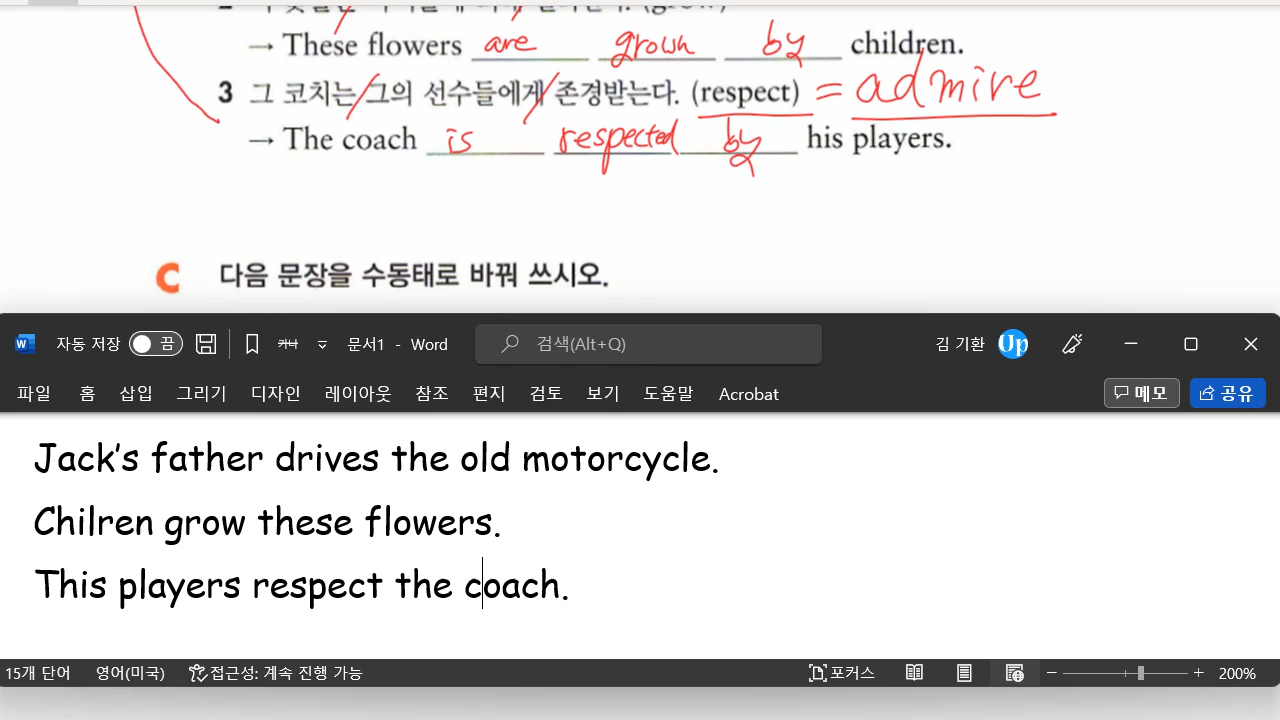 → These flowers are grown by children.
3 그 코치는/그의 선수들에게/존경받는다. (respect) = admire
→ The coach is respected by his players.
C 다음 문장을 수동태로 바꿔 쓰시오.
자동 저장 끔 가나 문서1 - Word 검색(Alt+Q) 김 기환 Up
파일 홈 삽입 그리기 디자인 레이아웃 참조 편지 검토 보기 도움말 Acrobat 메모 공유
Jack's father drives the old motorcycle.
Chilren grow these flowers.
This players respect the coach.
15개 단어 영어(미국) 접근성: 계속 진행 가능 포커스 200%